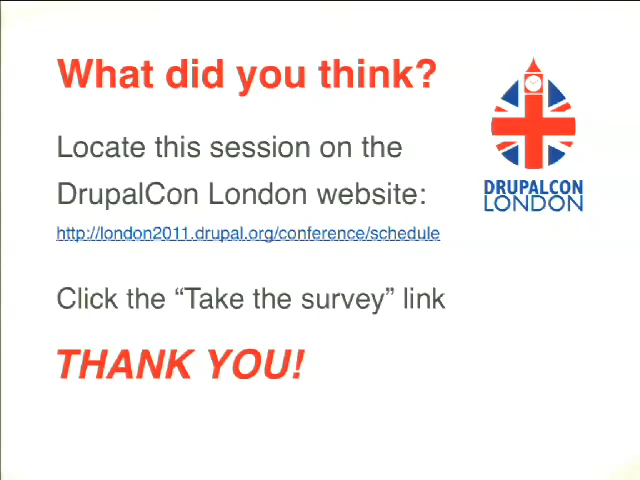 What did you think?
Locate this session on the
DrupalCon London website:
http://london2011.drupal.org/conference/schedule
Click the “Take the survey” link
THANK YOU!
DRUPALCON
LONDON